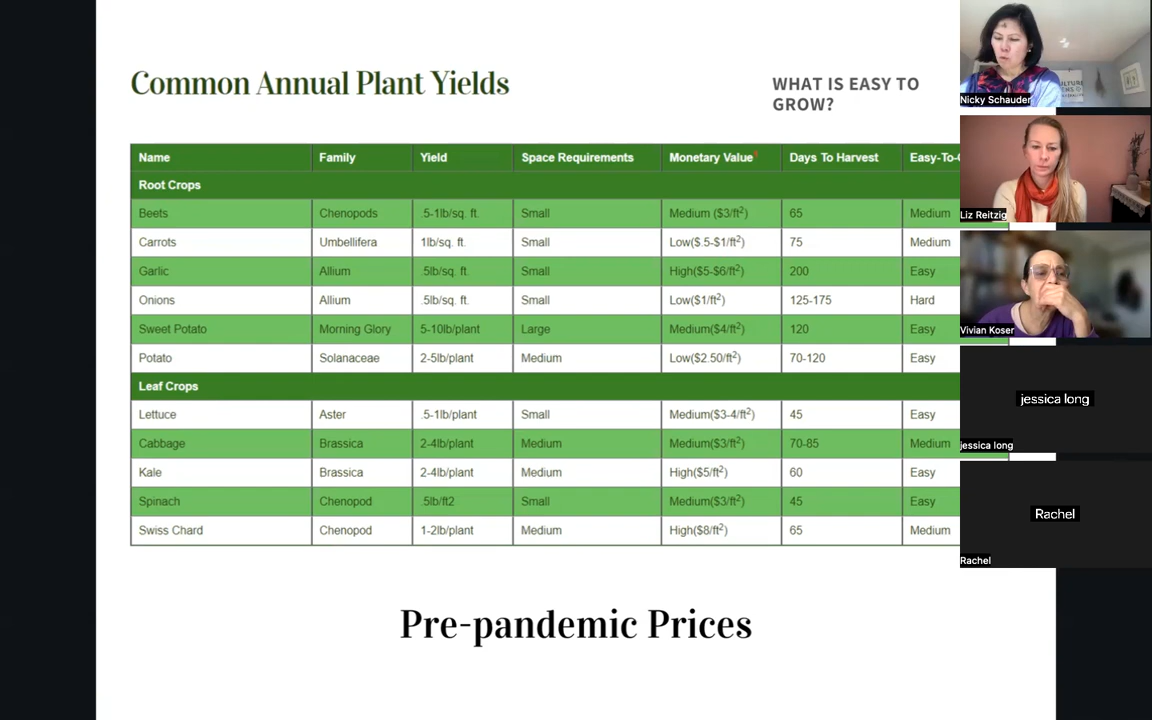 Common Annual Plant Yields
WHAT IS EASY TO
GROW?
Name Family Yield Space Requirements Monetary Value* Days To Harvest Easy-To-
Root Crops
Beets Chenopods .5-1lb/sq. ft. Small Medium ($3/ft²) 65 Medium
Carrots Umbellifera 1lb/sq. ft. Small Low($.5-$1/ft²) 75 Medium
Garlic Allium .5lb/sq. ft. Small High($5-$6/ft²) 200 Easy
Onions Allium .5lb/sq. ft. Small Low($1/ft²) 125-175 Hard
Sweet Potato Morning Glory 5-10lb/plant Large Medium($4/ft²) 120 Easy
Potato Solanaceae 2-5lb/plant Medium Low($2.50/ft²) 70-120 Easy
Leaf Crops
Lettuce Aster .5-1lb/plant Small Medium($3-4/ft²) 45 Easy
Cabbage Brassica 2-4lb/plant Medium Medium($3/ft²) 70-85 Medium
Kale Brassica 2-4lb/plant Medium High($5/ft²) 60 Easy
Spinach Chenopod .5lb/ft2 Small Medium($3/ft²) 45 Easy
Swiss Chard Chenopod 1-2lb/plant Medium High($8/ft²) 65 Medium
Pre-pandemic Prices
Nicky Schauder
Liz Reitzig
Vivian Koser
jessica long
jessica long
Rachel
Rachel